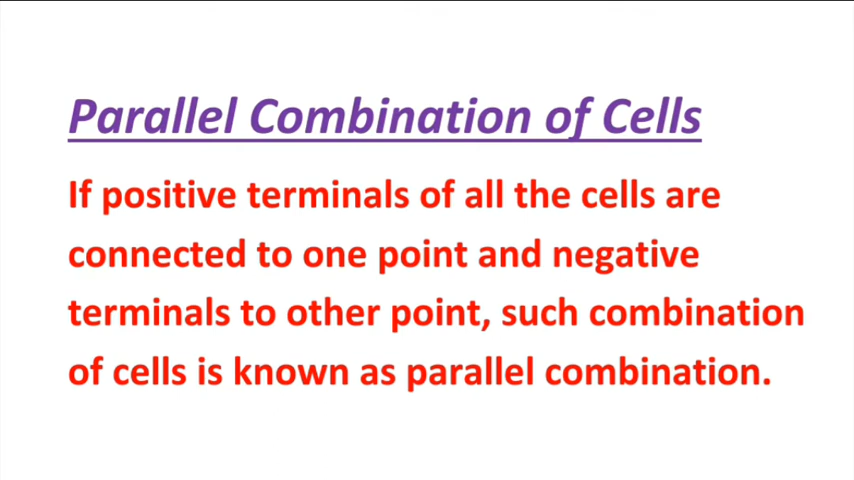 Parallel Combination of Cells
If positive terminals of all the cells are
connected to one point and negative
terminals to other point, such combination
of cells is known as parallel combination.